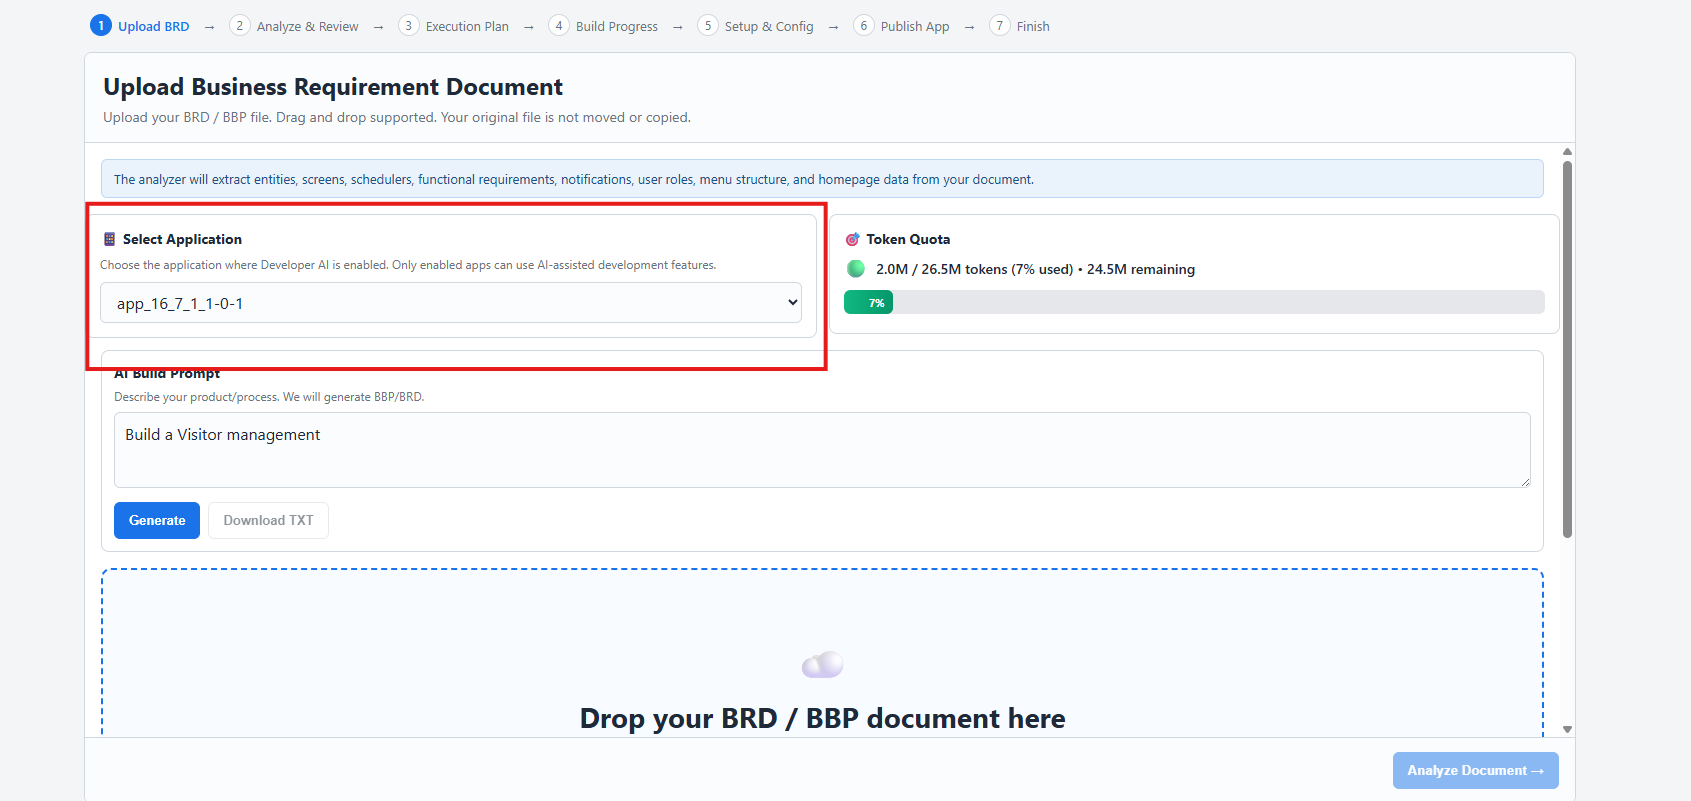 1 Upload BRD → 2 Analyze & Review → 3 Execution Plan → 4 Build Progress → 5 Setup & Config → 6 Publish App → 7 Finish
Upload Business Requirement Document
Upload your BRD / BBP file. Drag and drop supported. Your original file is not moved or copied.
The analyzer will extract entities, screens, schedulers, functional requirements, notifications, user roles, menu structure, and homepage data from your document.
Select Application
Choose the application where Developer AI is enabled. Only enabled apps can use AI-assisted development features.
app_16_7_1_1-0-1
Token Quota
2.0M / 26.5M tokens (7% used) • 24.5M remaining
7%
AI Build Prompt
Describe your product/process. We will generate BBP/BRD.
Build a Visitor management
Generate
Download TXT
Drop your BRD / BBP document here
Analyze Document →